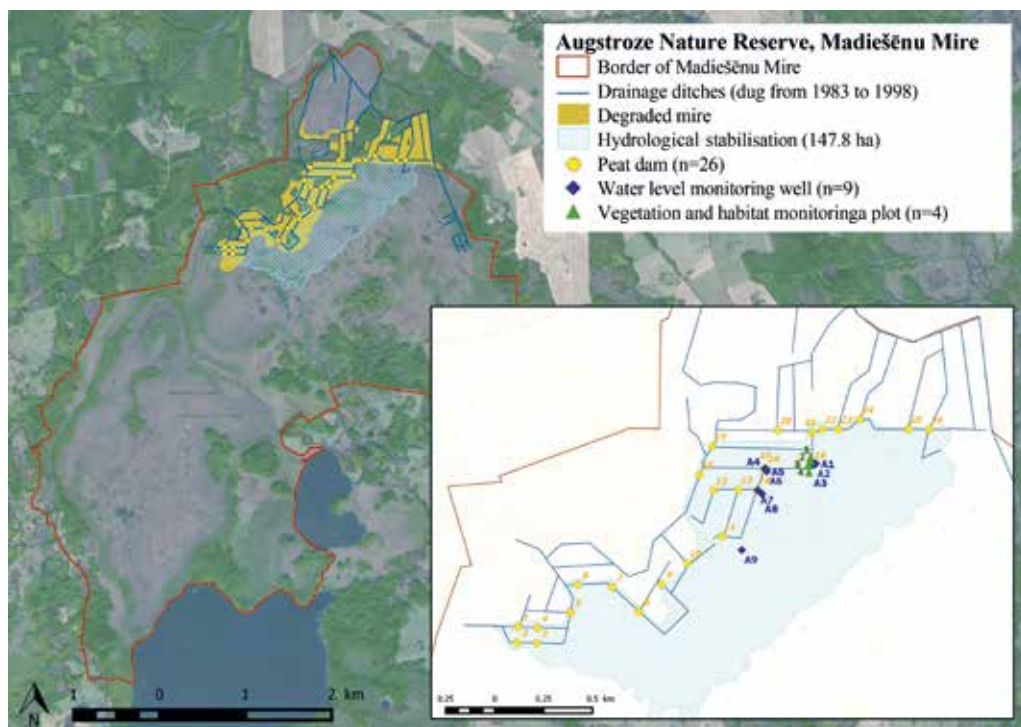 Augstroze Nature Reserve, Madiešēnu Mire
Border of Madiešēnu Mire
Drainage ditches (dug from 1983 to 1998)
Degraded mire
Hydrological stabilisation (147.8 ha)
Peat dam (n=26)
Water level monitoring well (n=9)
Vegetation and habitat monitoringa plot (n=4)
A4
A5
A6
A1
A2
A3
A7
A8
A9
N
1 0 1 2 km
0.25 0 0.25 0.5 km